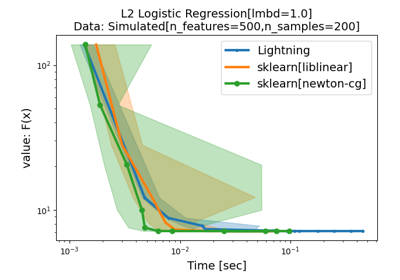 L2 Logistic Regression[lmbd=1.0]
Data: Simulated[n_features=500,n_samples=200]
value: F(x)
10²
10¹
Lightning
sklearn[liblinear]
sklearn[newton-cg]
10⁻³
10⁻²
10⁻¹
Time [sec]